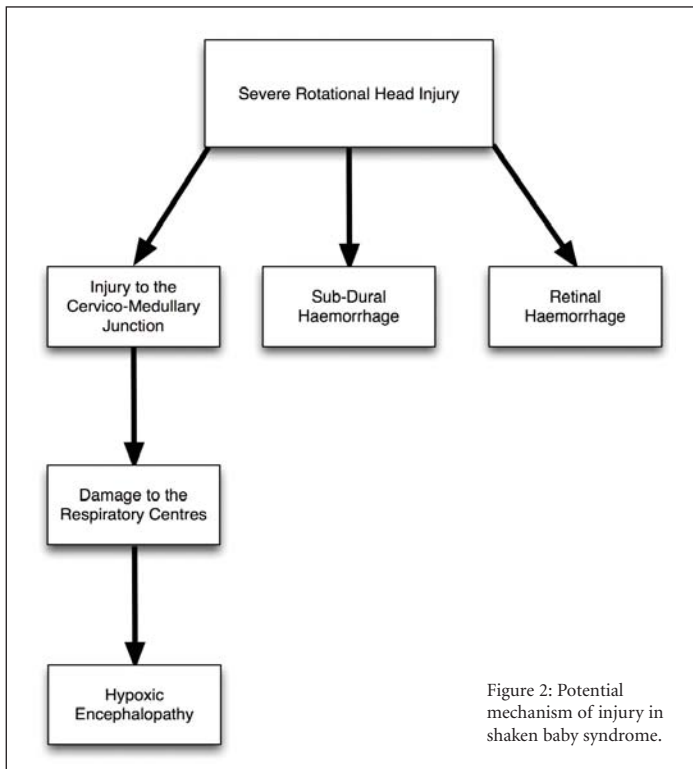 Severe Rotational Head Injury
Injury to the
Cervico-Medullary
Junction
Sub-Dural
Haemorrhage
Retinal
Haemorrhage
Damage to the
Respiratory Centres
Hypoxic
Encephalopathy
Figure 2: Potential
mechanism of injury in
shaken baby syndrome.